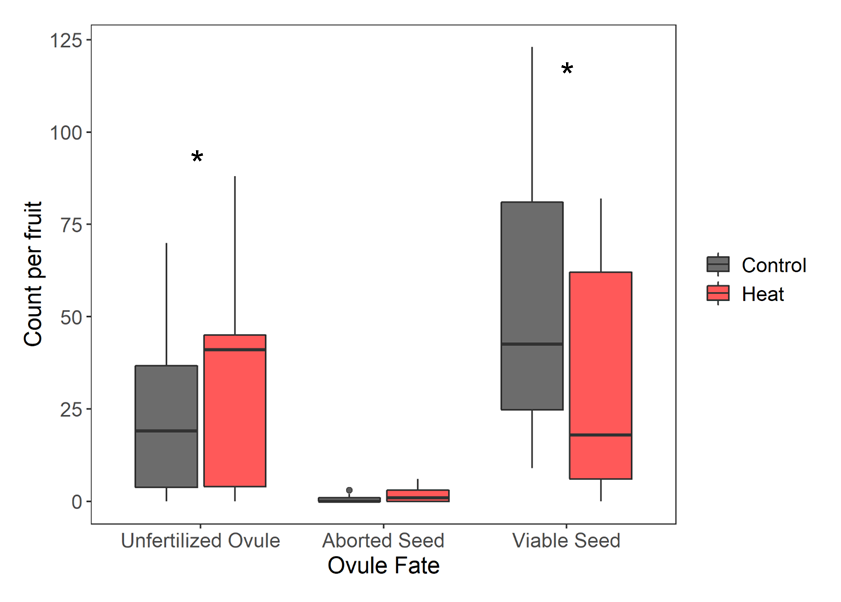 125
100
75
50
25
0
Count per fruit
*
*
Unfertilized Ovule Aborted Seed Viable Seed
Ovule Fate
Control
Heat